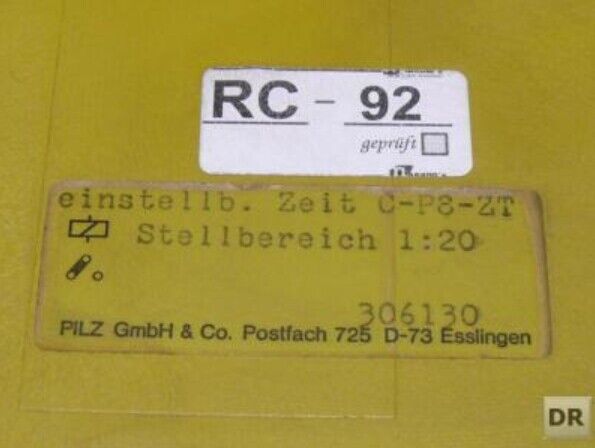 RC - 92
geprüft
einstellb. Zeit C-P8-ZT
Stellbereich 1:20
306130
PILZ GmbH & Co. Postfach 725 D-73 Esslingen
DR